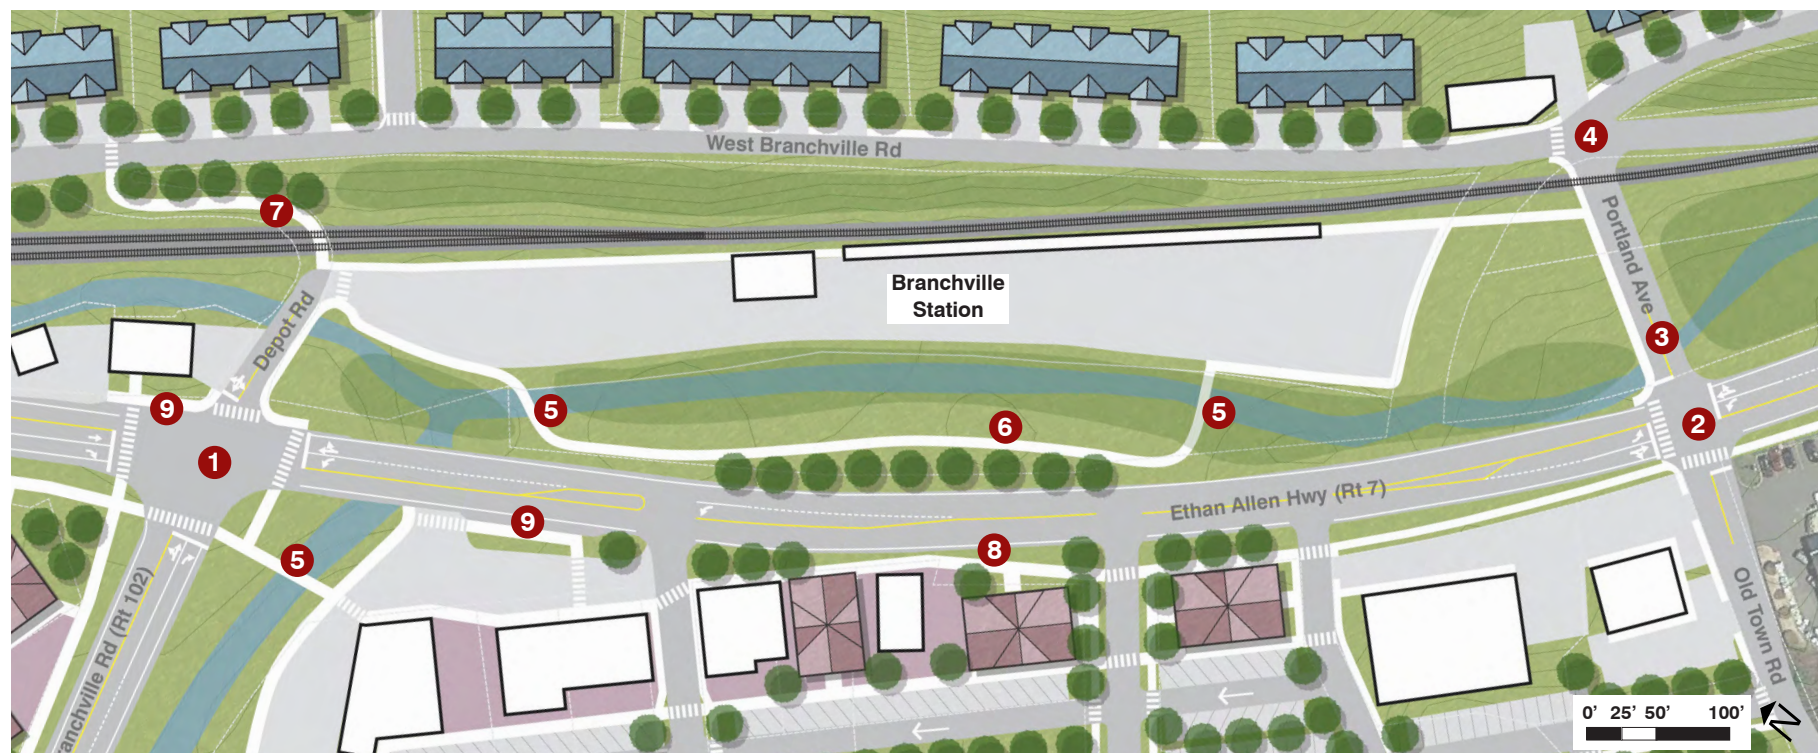 West Branchville Rd
4
7
Portland Ave
Branchville
Station
Depot Rd
3
9
5
5
6
2
1
Ethan Allen Hwy (Rt 7)
9
8
5
Branchville Rd (Rt 102)
Old Town Rd
0' 25' 50' 100'
N